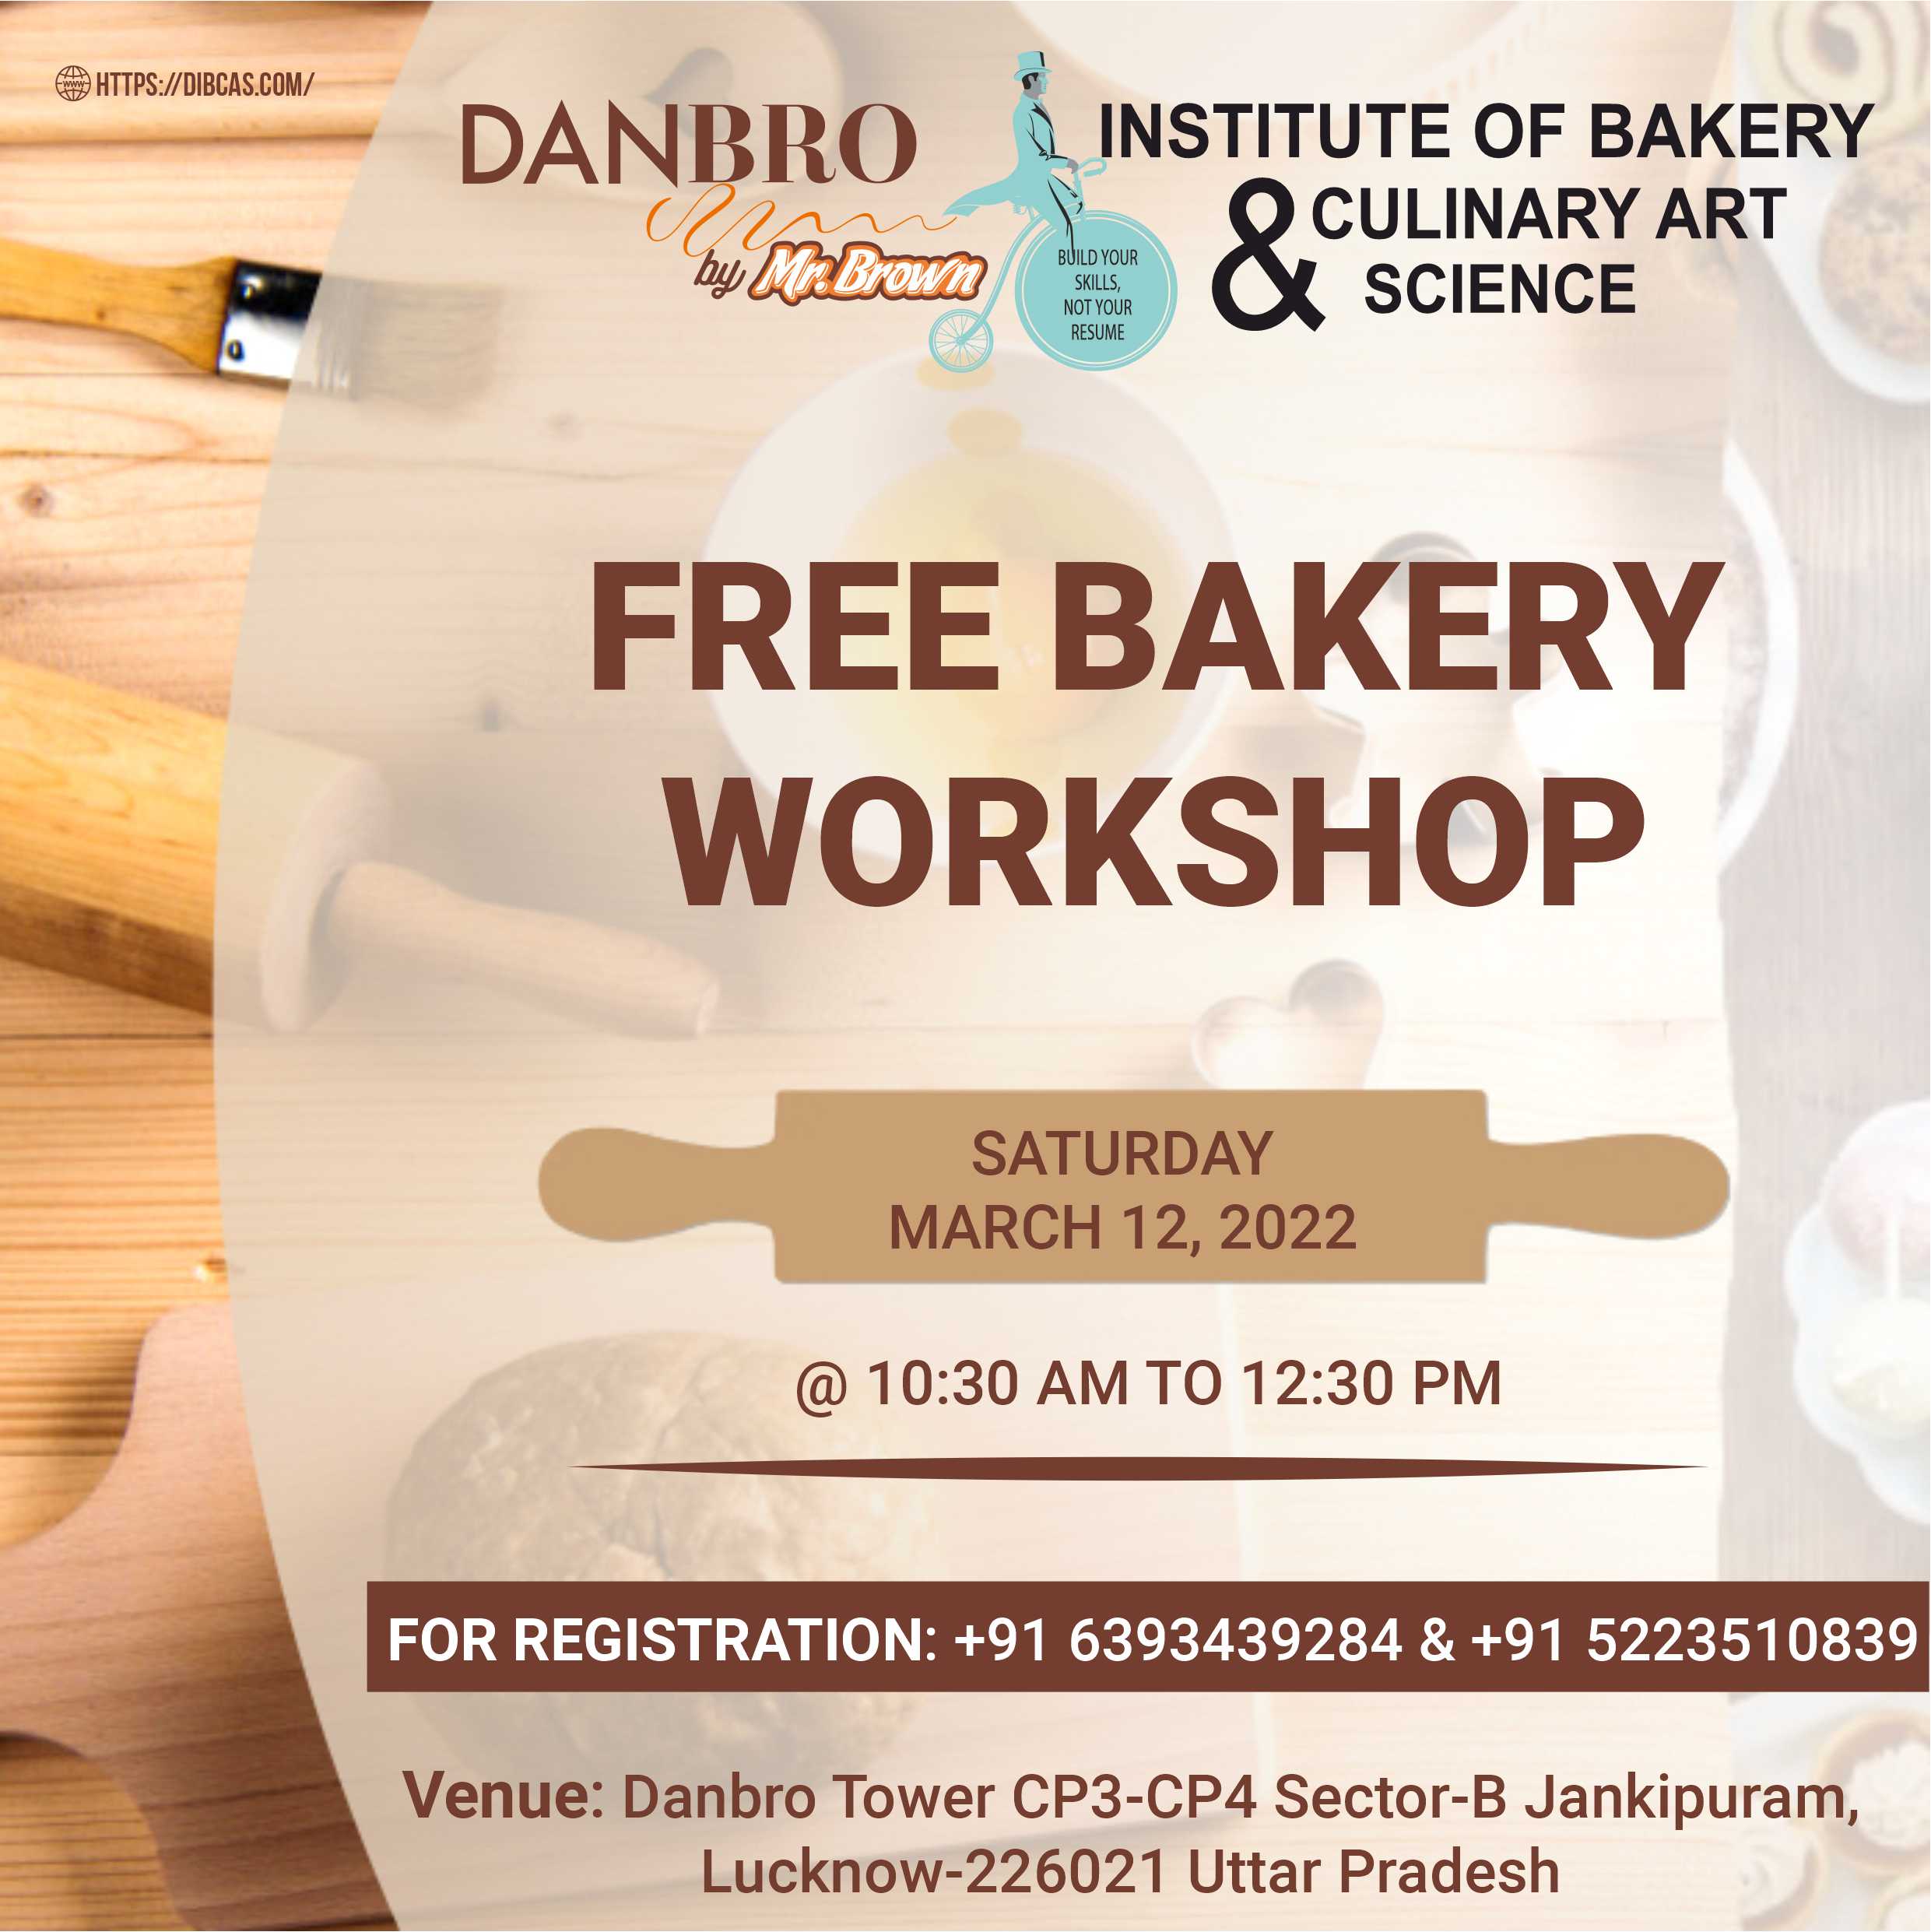 HTTPS://DIBCAS.COM/
DANBRO
by Mr. Brown
BUILD YOUR
SKILLS,
NOT YOUR
RESUME
INSTITUTE OF BAKERY
& CULINARY ART
SCIENCE
FREE BAKERY
WORKSHOP
SATURDAY
MARCH 12, 2022
@ 10:30 AM TO 12:30 PM
FOR REGISTRATION: +91 6393439284 & +91 5223510839
Venue: Danbro Tower CP3-CP4 Sector-B Jankipuram,
Lucknow-226021 Uttar Pradesh